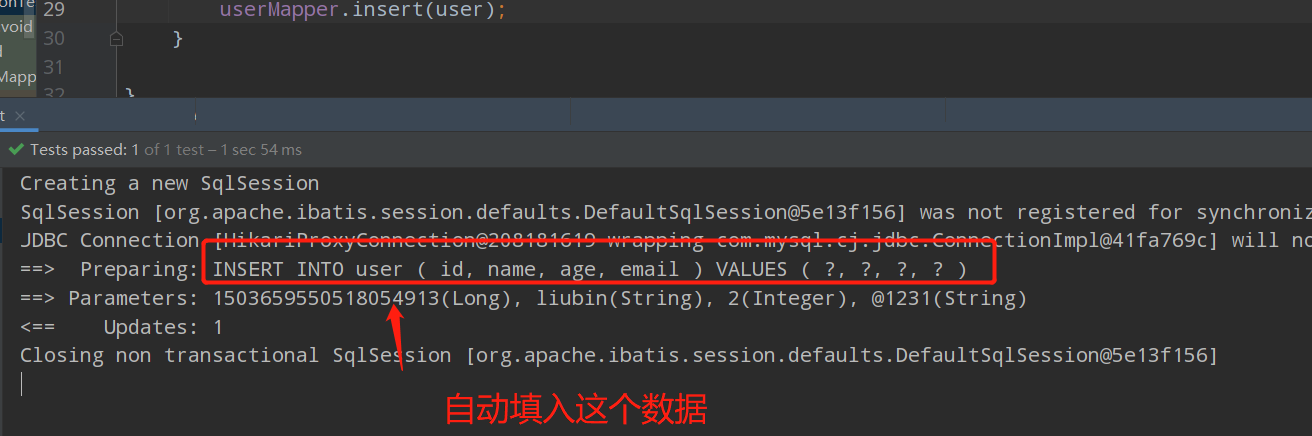 onTe
29 userMapper.insert(user);
void
30 }
Mapp 31
32 }
t ×
Tests passed: 1 of 1 test – 1 sec 54 ms
Creating a new SqlSession
SqlSession [org.apache.ibatis.session.defaults.DefaultSqlSession@5e13f156] was not registered for synchroniz
JDBC Connection [HikariProxyConnection@208181619 wrapping com.mysql.cj.jdbc.ConnectionImpl@41fa769c] will no
==> Preparing: INSERT INTO user ( id, name, age, email ) VALUES ( ?, ?, ?, ? )
==> Parameters: 1503659550518054913(Long), liubin(String), 2(Integer), @1231(String)
<== Updates: 1
Closing non transactional SqlSession [org.apache.ibatis.session.defaults.DefaultSqlSession@5e13f156]
自动填入这个数据